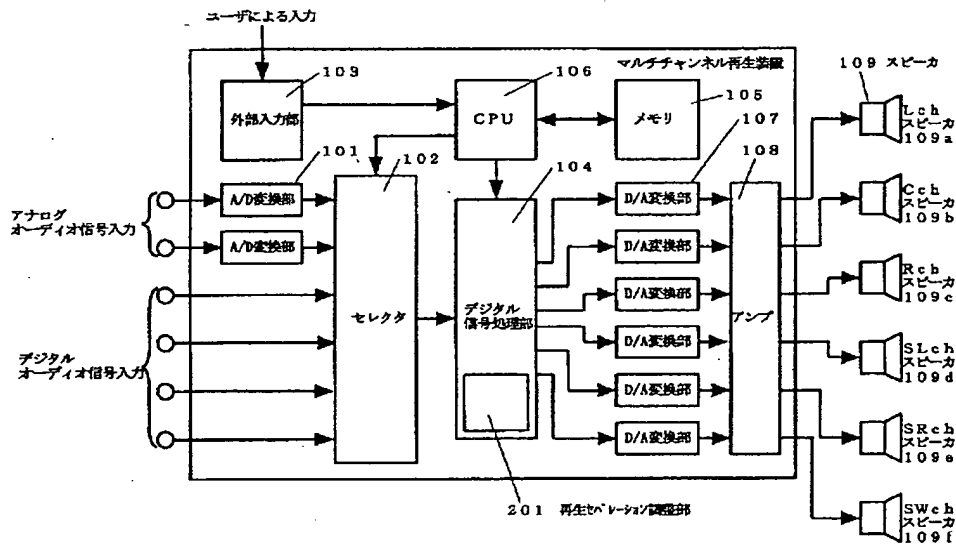 ユーザによる入力
マルチチャンネル再生装置
103
106
外部入力部
CPU
メモリ
105
107
108
109 スピーカ
Lch
スピーカ
109a
101
102
104
アナログ
オーディオ信号入力
A/D変換部
A/D変換部
セレクタ
デジタル
信号処理部
D/A変換部
D/A変換部
D/A変換部
D/A変換部
D/A変換部
D/A変換部
アンプ
Cch
スピーカ
109b
Rch
スピーカ
109c
デジタル
オーディオ信号入力
SLch
スピーカ
109d
SRch
スピーカ
109e
SWch
スピーカ
109f
201 再生セパレーション調整部